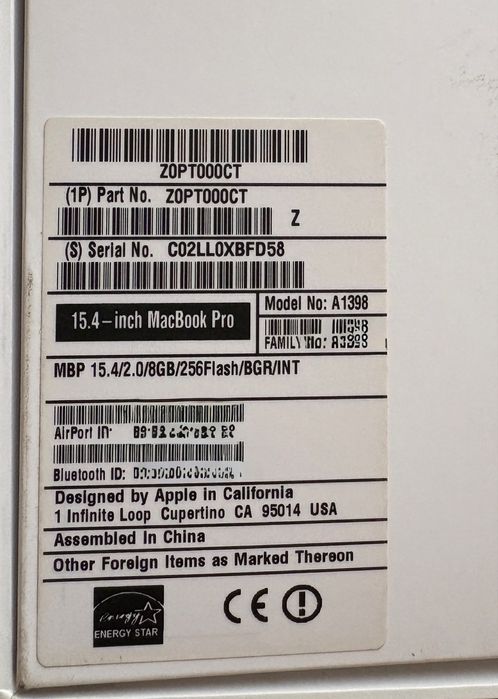 Z0PT000CT
(1P) Part No. Z0PT000CT
Z
(S) Serial No. C02LL0XBFD58
15.4-inch MacBook Pro
Model No: A1398
MBP 15.4/2.0/8GB/256Flash/BGR/INT
AirPort ID:
Bluetooth ID:
Designed by Apple in California
1 Infinite Loop Cupertino CA 95014 USA
Assembled In China
Other Foreign Items as Marked Thereon
energy
ENERGY STAR
CE